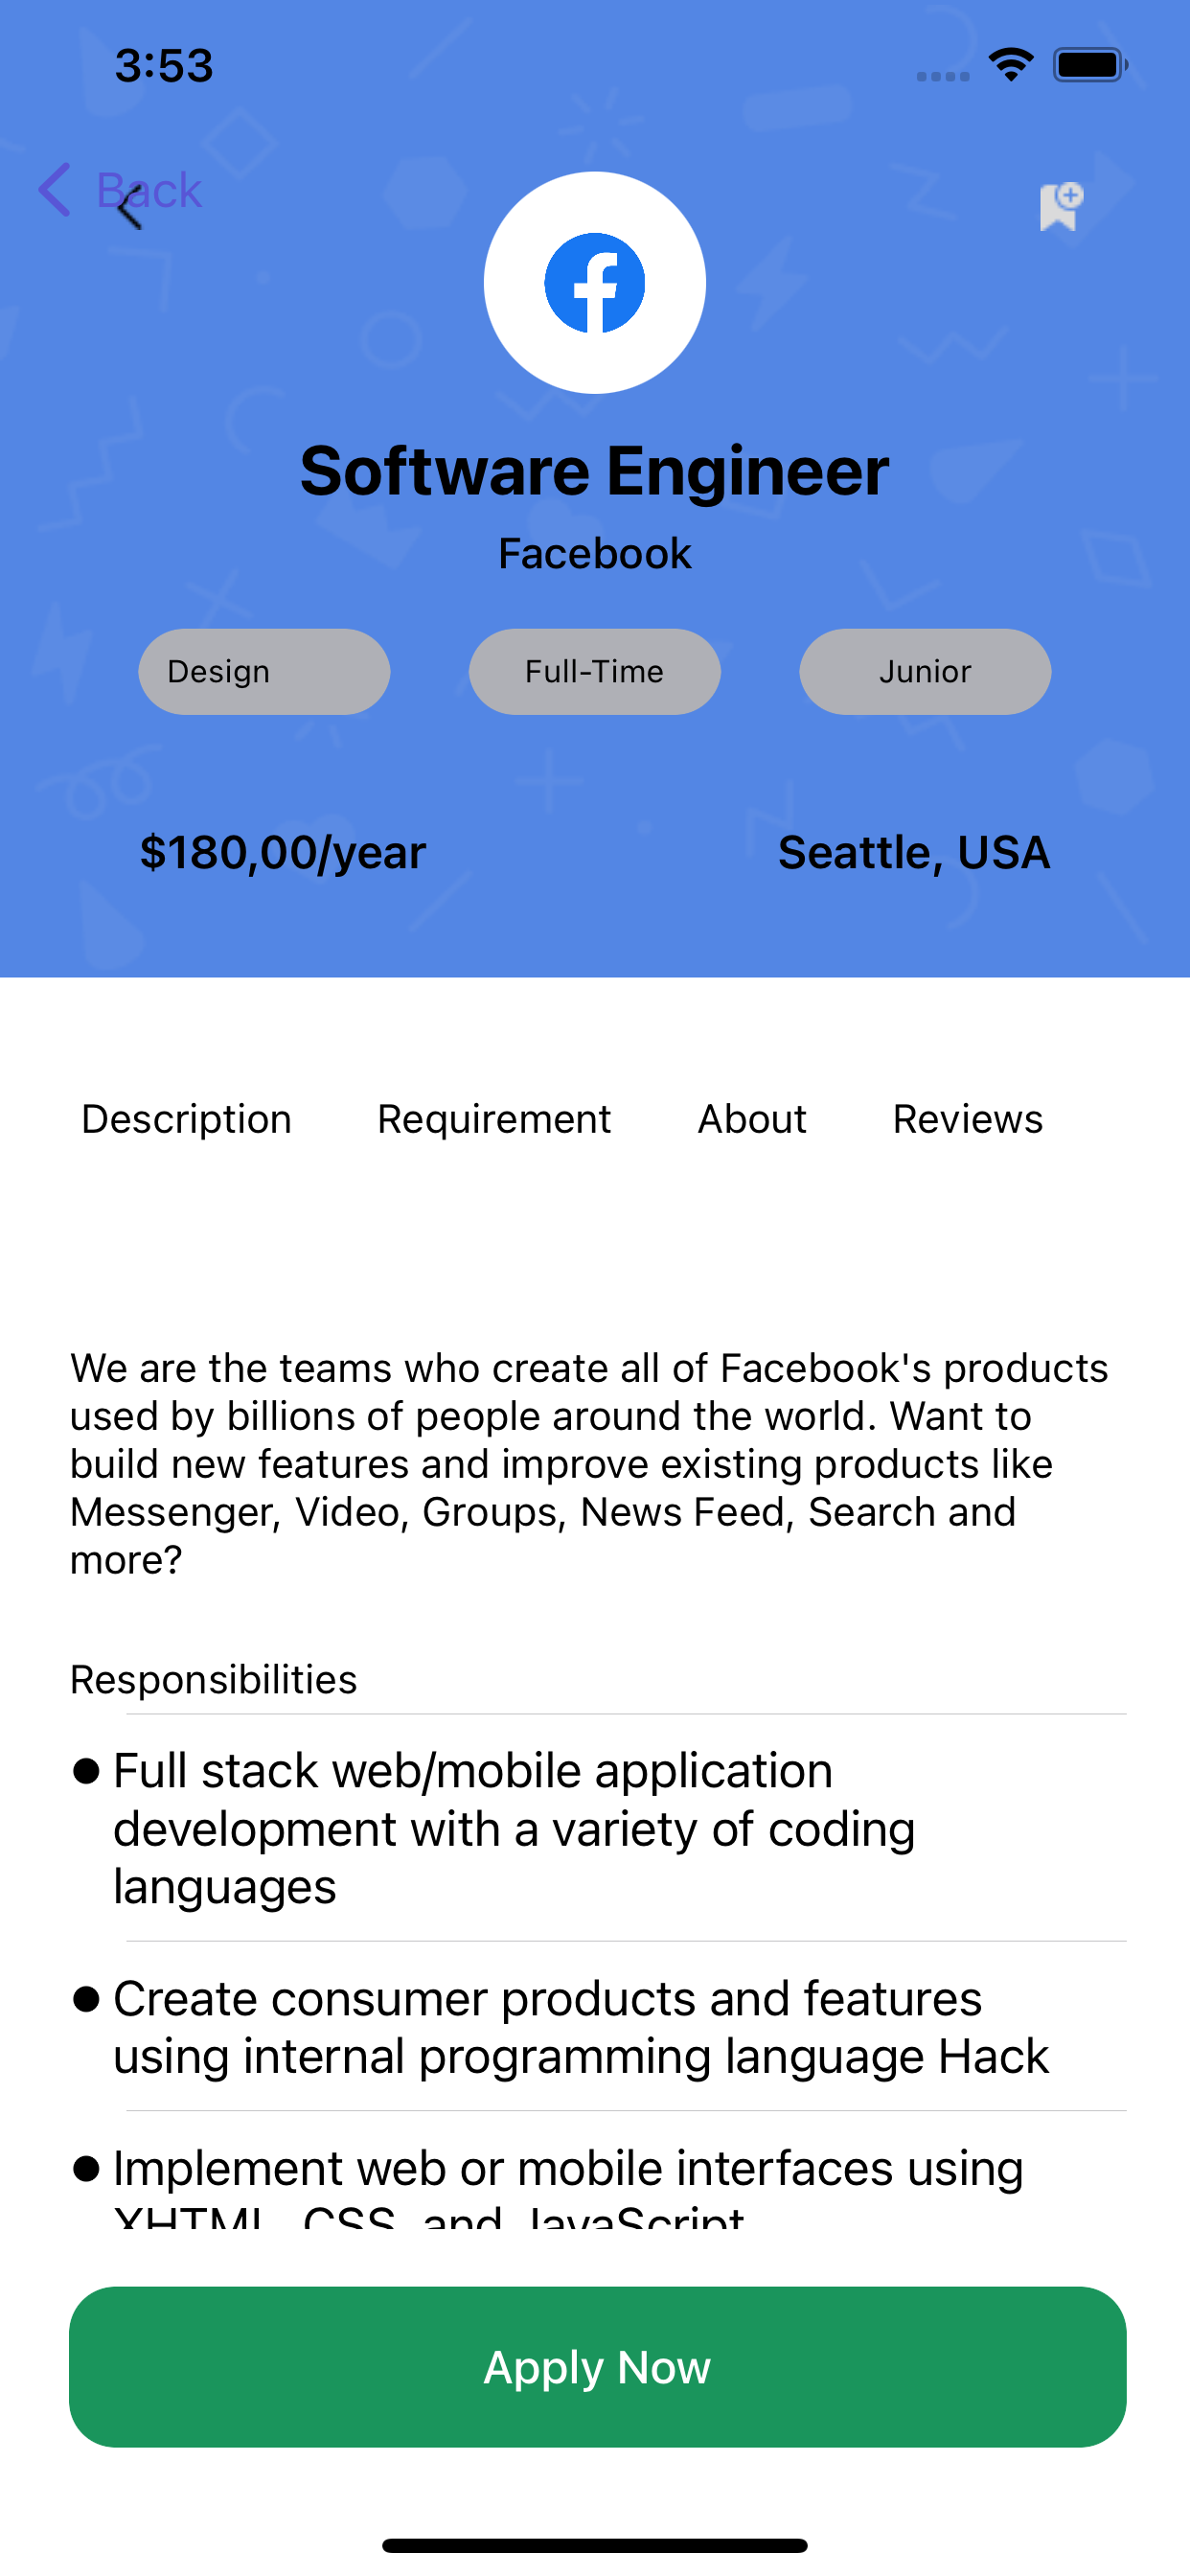 3:53
Back
Software Engineer
Facebook
Design Full-Time Junior
$180,00/year Seattle, USA
Description Requirement About Reviews
We are the teams who create all of Facebook's products
used by billions of people around the world. Want to
build new features and improve existing products like
Messenger, Video, Groups, News Feed, Search and
more?
Responsibilities
Full stack web/mobile application
development with a variety of coding
languages
Create consumer products and features
using internal programming language Hack
Implement web or mobile interfaces using
XHTML, CSS, and JavaScript
Apply Now